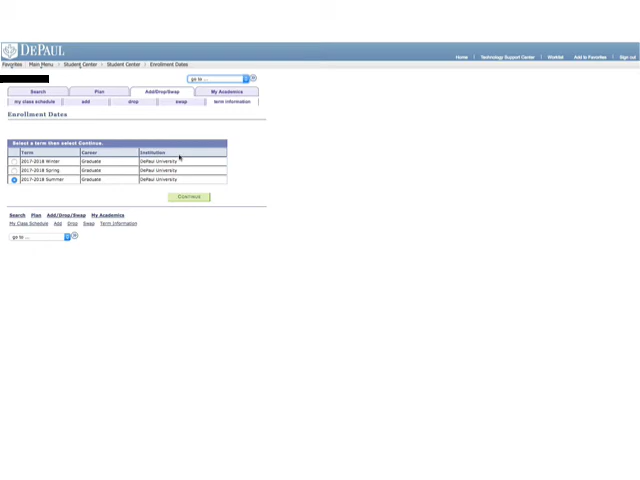 DEPAUL
Home | Technology Support Center | Worklist | Add to Favorites | Sign out
Favorites | Main Menu > Student Center > Student Center > Enrollment Dates
go to ...
Search Plan Add/Drop/Swap My Academics
my class schedule add drop swap term information
Enrollment Dates
Select a term then select Continue.
Term Career Institution
2017-2018 Winter Graduate DePaul University
2017-2018 Spring Graduate DePaul University
2017-2018 Summer Graduate DePaul University
CONTINUE
Search Plan Add/Drop/Swap My Academics
My Class Schedule Add Drop Swap Term Information
go to ...